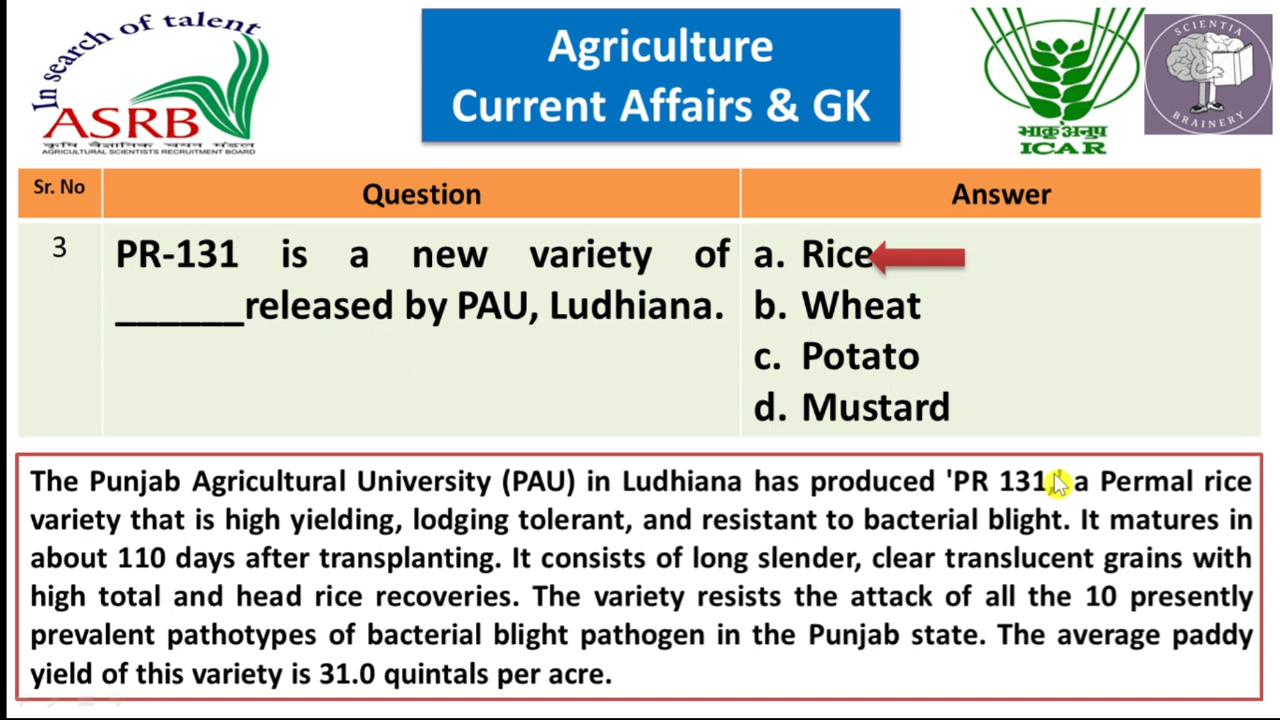 In search of talent
ASRB
कृषि वैज्ञानिक चयन मंडल
AGRICULTURAL SCIENTISTS RECRUITMENT BOARD
Agriculture
Current Affairs & GK
भाकृअनुप
ICAR
SCIENTIA
BRAINERY
Sr. No Question Answer
3 PR-131 is a new variety of
______released by PAU, Ludhiana.
a. Rice
b. Wheat
c. Potato
d. Mustard
The Punjab Agricultural University (PAU) in Ludhiana has produced 'PR 131,' a Permal rice
variety that is high yielding, lodging tolerant, and resistant to bacterial blight. It matures in
about 110 days after transplanting. It consists of long slender, clear translucent grains with
high total and head rice recoveries. The variety resists the attack of all the 10 presently
prevalent pathotypes of bacterial blight pathogen in the Punjab state. The average paddy
yield of this variety is 31.0 quintals per acre.